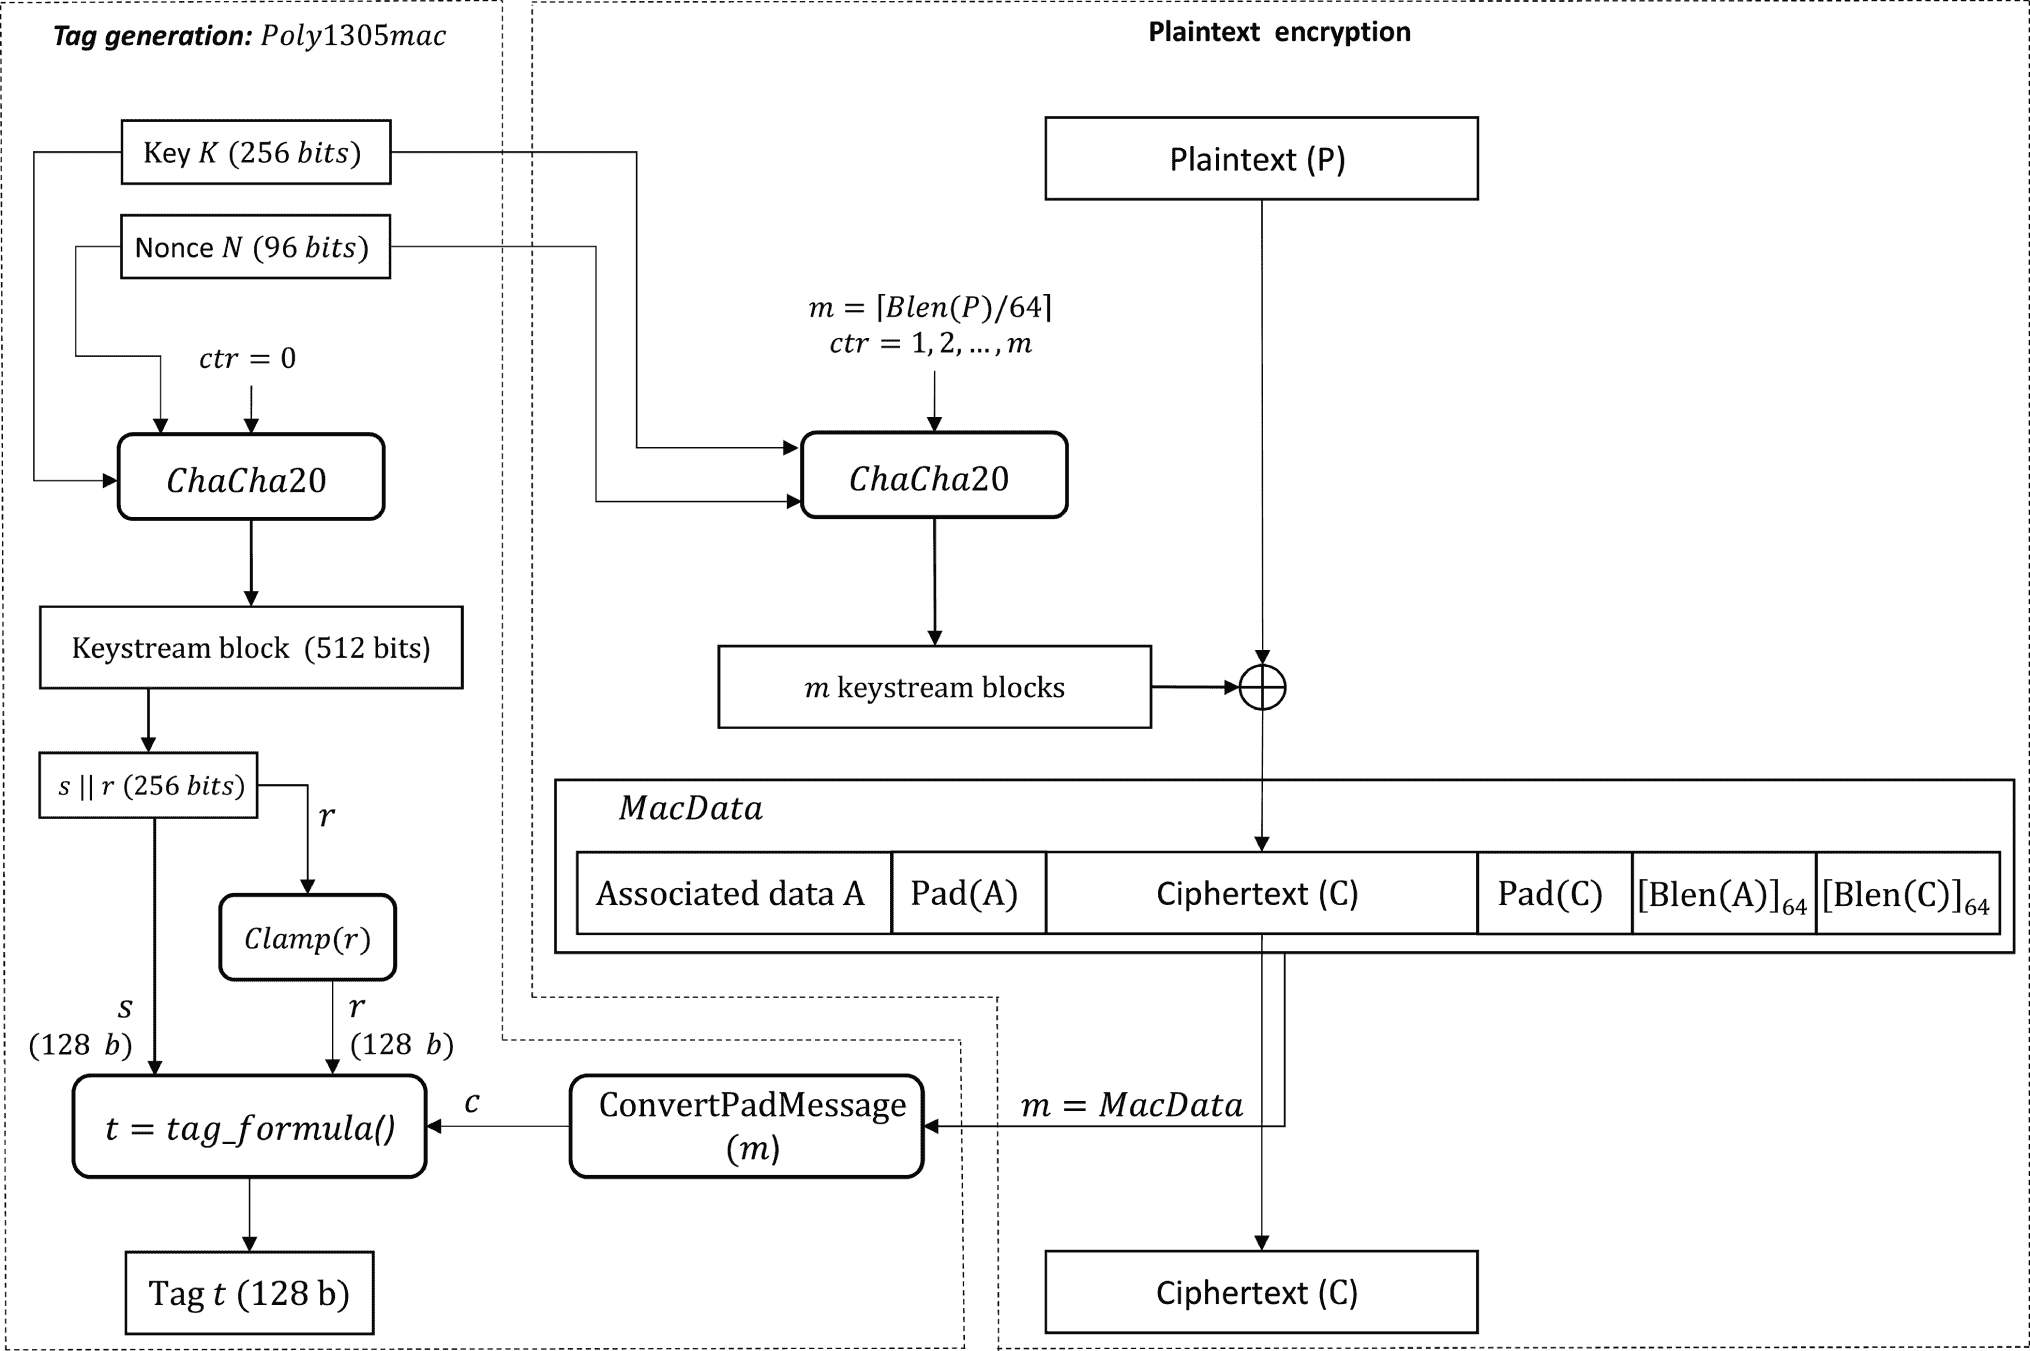 Tag generation: Poly1305mac
Key K (256 bits)
Nonce N (96 bits)
ctr = 0
ChaCha20
Keystream block (512 bits)
s || r (256 bits)
r
Clamp(r)
s
(128 b)
r
(128 b)
t = tag_formula()
c
ConvertPadMessage
(m)
Tag t (128 b)
Plaintext encryption
Plaintext (P)
m = ⌈Blen(P)/64⌉
ctr = 1, 2, ..., m
ChaCha20
m keystream blocks
MacData
Associated data A
Pad(A)
Ciphertext (C)
Pad(C)
[Blen(A)]64
[Blen(C)]64
m = MacData
Ciphertext (C)